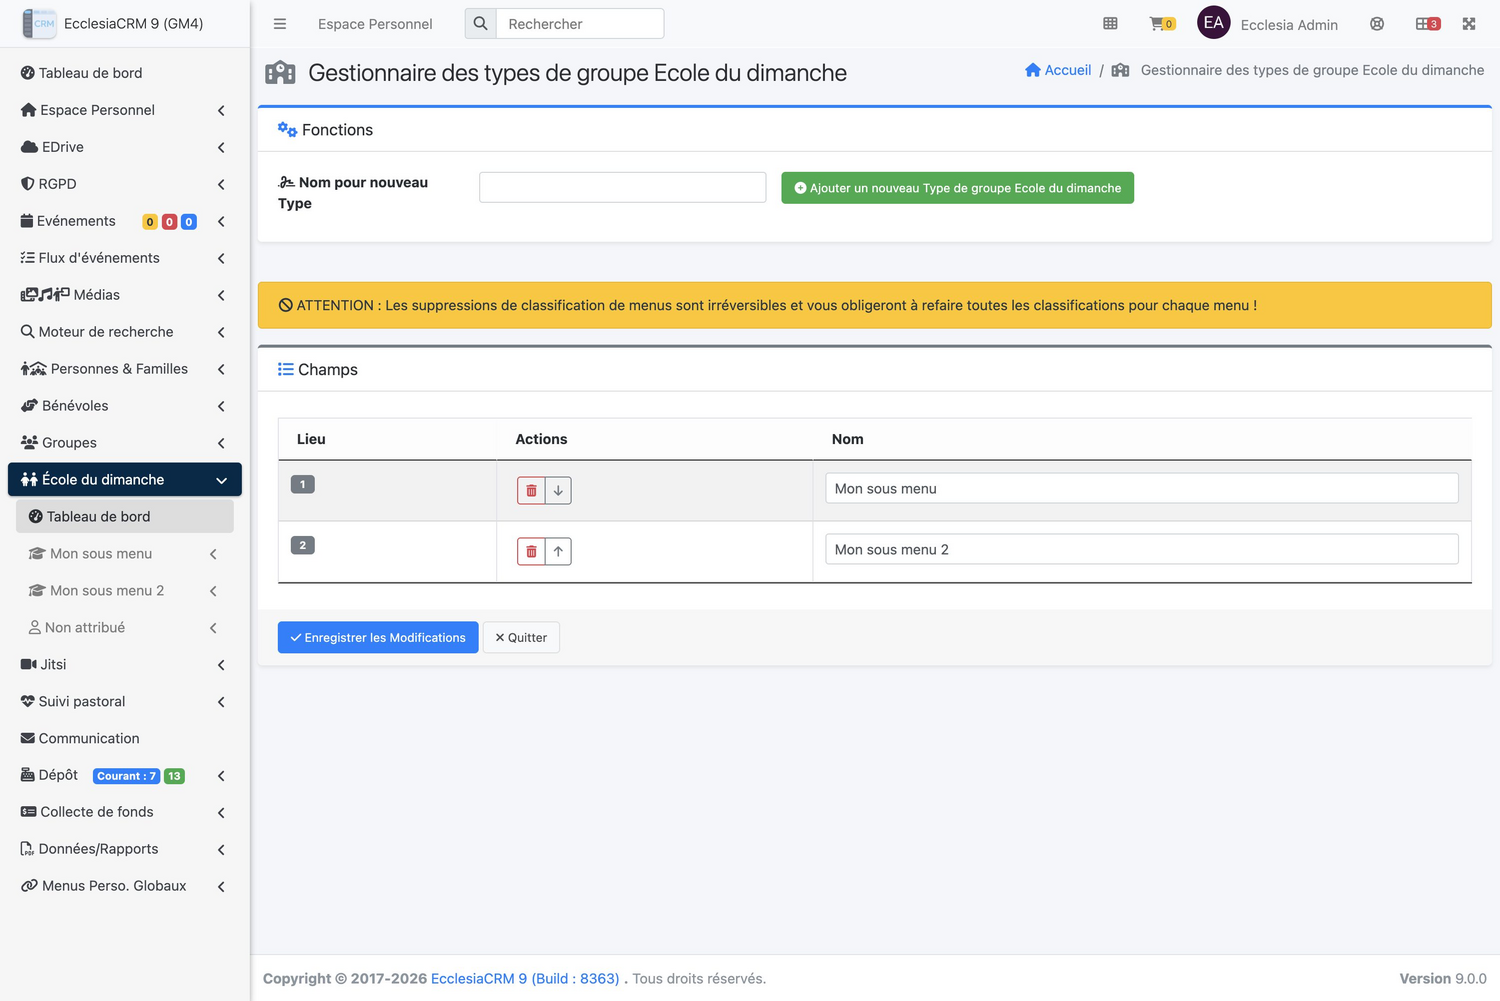 EcclesiaCRM 9 (GM4)
Espace Personnel
Rechercher
0
EA
Ecclesia Admin
3
Tableau de bord
Espace Personnel
EDrive
RGPD
Evénements 0 0 0
Flux d'événements
Médias
Moteur de recherche
Personnes & Familles
Bénévoles
Groupes
École du dimanche
Tableau de bord
Mon sous menu
Mon sous menu 2
Non attribué
Jitsi
Suivi pastoral
Communication
Dépôt Courant : 7 13
Collecte de fonds
Données/Rapports
Menus Perso. Globaux
Gestionnaire des types de groupe Ecole du dimanche
Accueil / Gestionnaire des types de groupe Ecole du dimanche
Fonctions
Nom pour nouveau
Type
Ajouter un nouveau Type de groupe Ecole du dimanche
ATTENTION : Les suppressions de classification de menus sont irréversibles et vous obligeront à refaire toutes les classifications pour chaque menu !
Champs
Lieu Actions Nom
1 Mon sous menu
2 Mon sous menu 2
Enregistrer les Modifications
Quitter
Copyright © 2017-2026 EcclesiaCRM 9 (Build : 8363) . Tous droits réservés.
Version 9.0.0